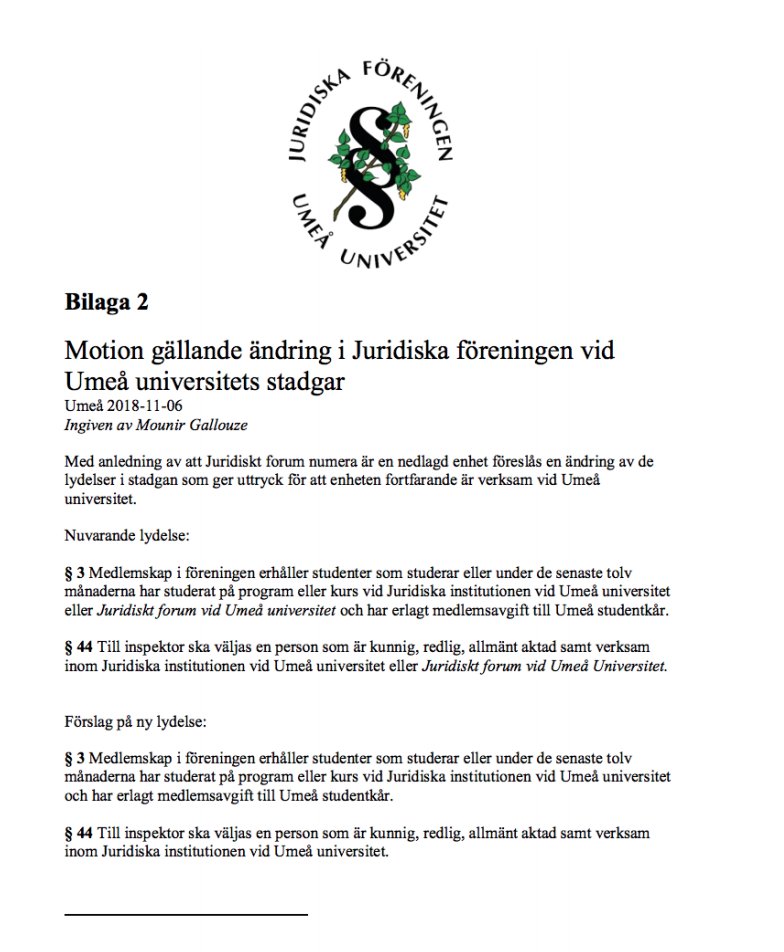 JURIDISKA FÖRENINGEN
UMEÅ UNIVERSITET
§
Bilaga 2
Motion gällande ändring i Juridiska föreningen vid
Umeå universitets stadgar
Umeå 2018-11-06
Ingiven av Mounir Gallouze
Med anledning av att Juridiskt forum numera är en nedlagd enhet föreslås en ändring av de
lydelser i stadgan som ger uttryck för att enheten fortfarande är verksam vid Umeå
universitet.
Nuvarande lydelse:
§ 3 Medlemskap i föreningen erhåller studenter som studerar eller under de senaste tolv
månaderna har studerat på program eller kurs vid Juridiska institutionen vid Umeå universitet
eller Juridiskt forum vid Umeå universitet och har erlagt medlemsavgift till Umeå studentkår.
§ 44 Till inspektor ska väljas en person som är kunnig, redlig, allmänt aktad samt verksam
inom Juridiska institutionen vid Umeå universitet eller Juridiskt forum vid Umeå Universitet.
Förslag på ny lydelse:
§ 3 Medlemskap i föreningen erhåller studenter som studerar eller under de senaste tolv
månaderna har studerat på program eller kurs vid Juridiska institutionen vid Umeå universitet
och har erlagt medlemsavgift till Umeå studentkår.
§ 44 Till inspektor ska väljas en person som är kunnig, redlig, allmänt aktad samt verksam
inom Juridiska institutionen vid Umeå universitet.